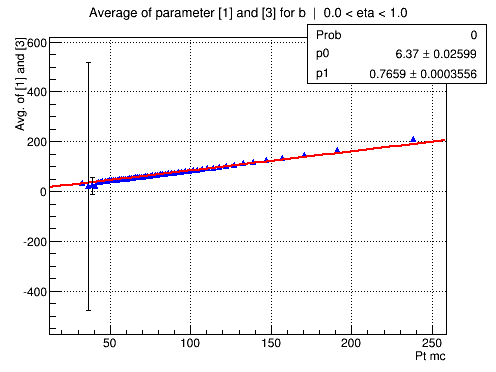 Average of parameter [1] and [3] for b | 0.0 < eta < 1.0
Prob 0
p0 6.37 ± 0.02599
p1 0.7659 ± 0.0003556
Avg. of [1] and [3]
600
400
200
0
-200
-400
50 100 150 200 250
Pt mc